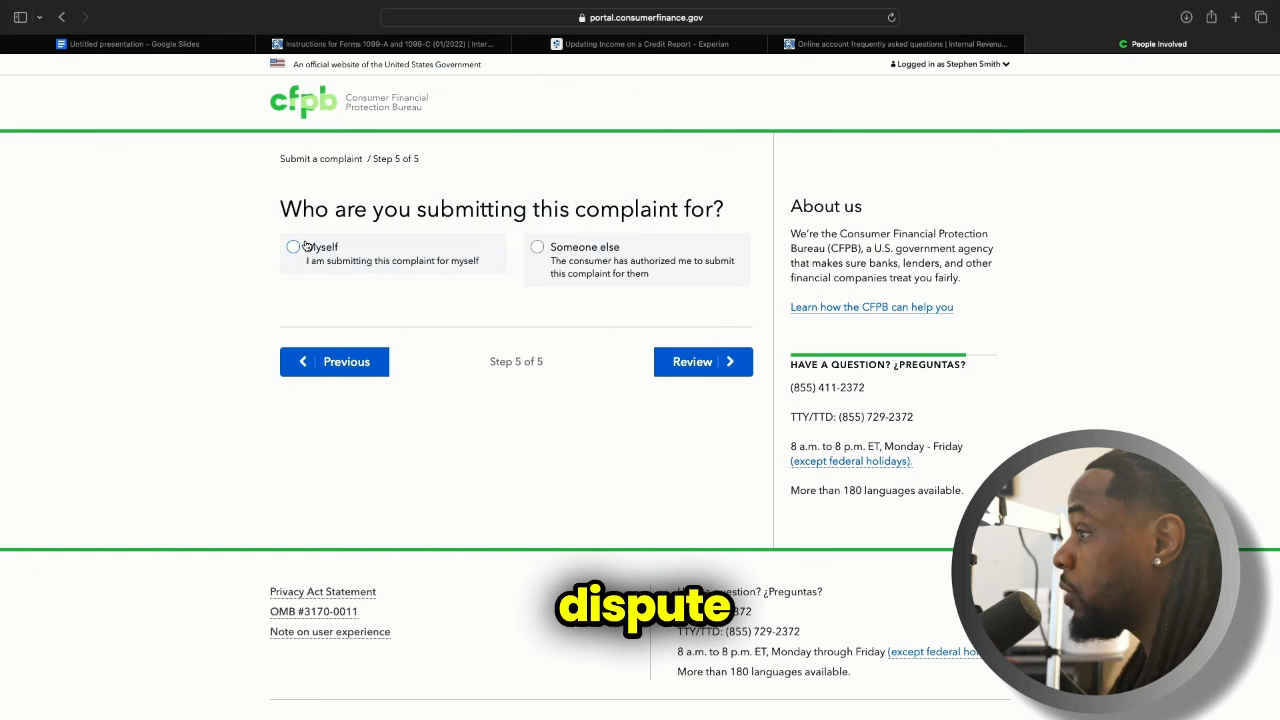 portal.consumerfinance.gov
Untitled presentation - Google Slides
Instructions for Forms 1099-A and 1099-C (01/2022) | Inter...
Updating Income on a Credit Report - Experian
Online account frequently asked questions | Internal Revenu...
People Involved
An official website of the United States Government
Logged in as Stephen Smith
cfpb
Consumer Financial
Protection Bureau
Submit a complaint / Step 5 of 5
Who are you submitting this complaint for?
Myself
I am submitting this complaint for myself
Someone else
The consumer has authorized me to submit
this complaint for them
Previous
Step 5 of 5
Review
About us
We're the Consumer Financial Protection
Bureau (CFPB), a U.S. government agency
that makes sure banks, lenders, and other
financial companies treat you fairly.
Learn how the CFPB can help you
HAVE A QUESTION? ¿PREGUNTAS?
(855) 411-2372
TTY/TTD: (855) 729-2372
8 a.m. to 8 p.m. ET, Monday - Friday
(except federal holidays).
More than 180 languages available.
Privacy Act Statement
OMB #3170-0011
Note on user experience
dispute
question? ¿Preguntas?
TTY/TTD: (855) 729-2372
8 a.m. to 8 p.m. ET, Monday through Friday (except federal
More than 180 languages available.